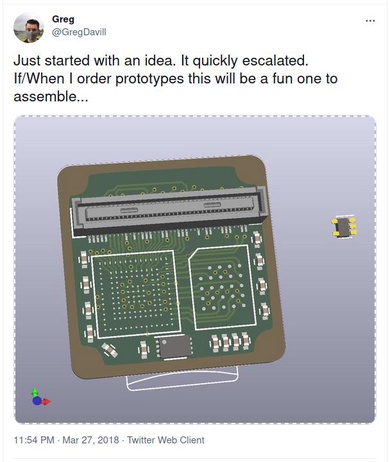 Greg
@GregDavill
Just started with an idea. It quickly escalated.
If/When I order prototypes this will be a fun one to
assemble...
11:54 PM · Mar 27, 2018 · Twitter Web Client